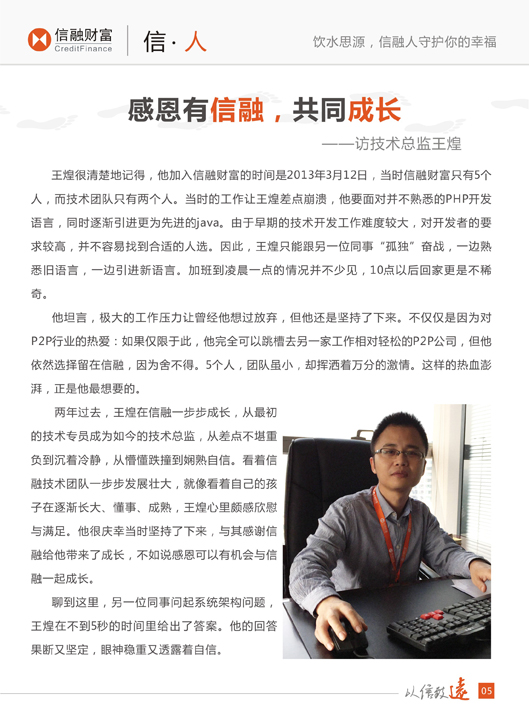 信融财富
CreditFinance
信·人
饮水思源，信融人守护你的幸福
感恩有信融，共同成长
——访技术总监王煌
王煌很清楚地记得，他加入信融财富的时间是2013年3月12日，当时信融财富只有5个
人，而技术团队只有两个人。当时的工作让王煌差点崩溃，他要面对并不熟悉的PHP开发
语言，同时逐渐引进更为先进的java。由于早期的技术开发工作难度较大，对开发者的要
求较高，并不容易找到合适的人选。因此，王煌只能跟另一位同事“孤独”奋战，一边熟
悉旧语言，一边引进新语言。加班到凌晨一点的情况并不少见，10点以后回家更是不稀
奇。
他坦言，极大的工作压力让曾经他想过放弃，但他还是坚持了下来。不仅仅是因为对
P2P行业的热爱：如果仅限于此，他完全可以跳槽去另一家工作相对轻松的P2P公司，但他
依然选择留在信融，因为舍不得。5个人，团队虽小，却挥洒着万分的激情。这样的热血澎
湃，正是他最想要的。
两年过去，王煌在信融一步步成长，从最初
的技术专员成为如今的技术总监，从差点不堪重
负到沉着冷静，从懵懂跌撞到娴熟自信。看着信
融技术团队一步步发展壮大，就像看着自己的孩
子在逐渐长大、懂事、成熟，王煌心里颇感欣慰
与满足。他很庆幸当时坚持了下来，与其感谢信
融给他带来了成长，不如说感恩可以有机会与信
融一起成长。
聊到这里，另一位同事问起系统架构问题，
王煌在不到5秒的时间里给出了答案。他的回答
果断又坚定，眼神稳重又透露着自信。
以信致远
05